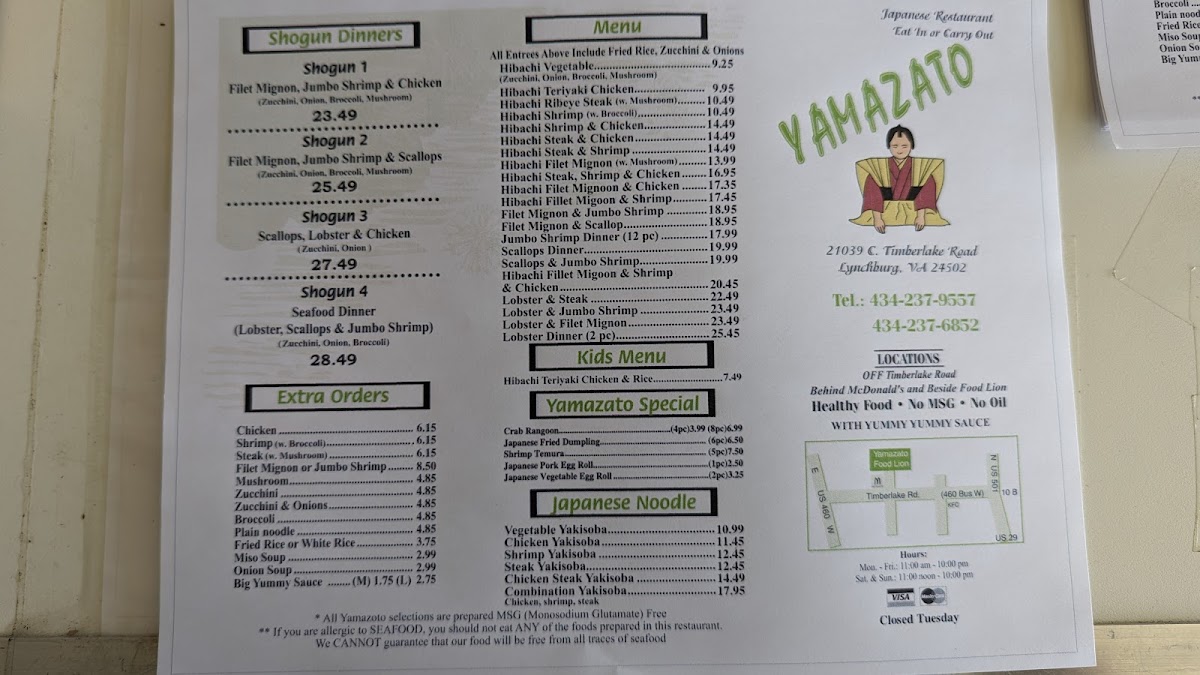 Shogun Dinners
Shogun 1
Filet Mignon, Jumbo Shrimp & Chicken
(Zucchini, Onion, Broccoli, Mushroom)
23.49
Shogun 2
Filet Mignon, Jumbo Shrimp & Scallops
(Zucchini, Onion, Broccoli, Mushroom)
25.49
Shogun 3
Scallops, Lobster & Chicken
(Zucchini, Onion )
27.49
Shogun 4
Seafood Dinner
(Lobster, Scallops & Jumbo Shrimp)
(Zucchini, Onion, Broccoli)
28.49
Extra Orders
Chicken 6.15
Shrimp (w. Broccoli) 6.15
Steak (w. Mushroom) 6.15
Filet Mignon or Jumbo Shrimp 8.50
Mushroom 4.85
Zucchini 4.85
Zucchini & Onions 4.85
Broccoli 4.85
Plain noodle 4.85
Fried Rice or White Rice 3.75
Miso Soup 2.99
Onion Soup 2.99
Big Yummy Sauce (M) 1.75 (L) 2.75
Menu
All Entrees Above Include Fried Rice, Zucchini & Onions
Hibachi Vegetable 9.25
(Zucchini, Onion, Broccoli, Mushroom)
Hibachi Teriyaki Chicken 9.95
Hibachi Ribeye Steak (w. Mushroom) 10.49
Hibachi Shrimp (w. Broccoli) 10.49
Hibachi Shrimp & Chicken 14.49
Hibachi Steak & Chicken 14.49
Hibachi Steak & Shrimp 14.49
Hibachi Filet Mignon (w. Mushroom) 13.99
Hibachi Steak, Shrimp & Chicken 16.95
Hibachi Filet Mignoon & Chicken 17.35
Hibachi Fillet Migoon & Shrimp 17.45
Filet Mignon & Jumbo Shrimp 18.95
Filet Mignon & Scallop 18.95
Jumbo Shrimp Dinner (12 pc) 17.99
Scallops Dinner 19.99
Scallops & Jumbo Shrimp 19.99
Hibachi Fillet Migoon & Shrimp
& Chicken 20.45
Lobster & Steak 22.49
Lobster & Jumbo Shrimp 23.49
Lobster & Filet Mignon 23.49
Lobster Dinner (2 pc) 25.45
Kids Menu
Hibachi Teriyaki Chicken & Rice 7.49
Yamazato Special
Crab Rangoon (4pc)3.99 (8pc)6.99
Japanese Fried Dumpling (6pc)6.50
Shrimp Temura (5pc)7.50
Japanese Pork Egg Roll (1pc)2.50
Japanese Vegetable Egg Roll (2pc)3.25
Japanese Noodle
Vegetable Yakisoba 10.99
Chicken Yakisoba 11.45
Shrimp Yakisoba 12.45
Steak Yakisoba 12.45
Chicken Steak Yakisoba 14.49
Combination Yakisoba 17.95
Chicken, shrimp, steak
* All Yamazoto selections are prepared MSG (Monosodium Glutamate) Free
** If you are allergic to SEAFOOD, you should not eat ANY of the foods prepared in this restaurant.
We CANNOT guarantee that our food will be free from all traces of seafood
Japanese Restaurant
Eat In or Carry Out
YAMAZATO
21039 C. Timberlake Road
Lynchburg, VA 24502
Tel.: 434-237-9557
434-237-6852
LOCATIONS
OFF Timberlake Road
Behind McDonald's and Beside Food Lion
Healthy Food • No MSG • No Oil
WITH YUMMY YUMMY SAUCE
Yamazato
Food Lion
E US 460 W
Timberlake Rd.
(460 Bus W)
KFC
N US 501
10 B
US 29
Hours:
Mon. - Fri.: 11:00 am - 10:00 pm
Sat. & Sun.: 11:00 noon - 10:00 pm
VISA MasterCard
Closed Tuesday
Broccoli
Plain nood
Fried Rice
Miso Soup
Onion So
Big Yum